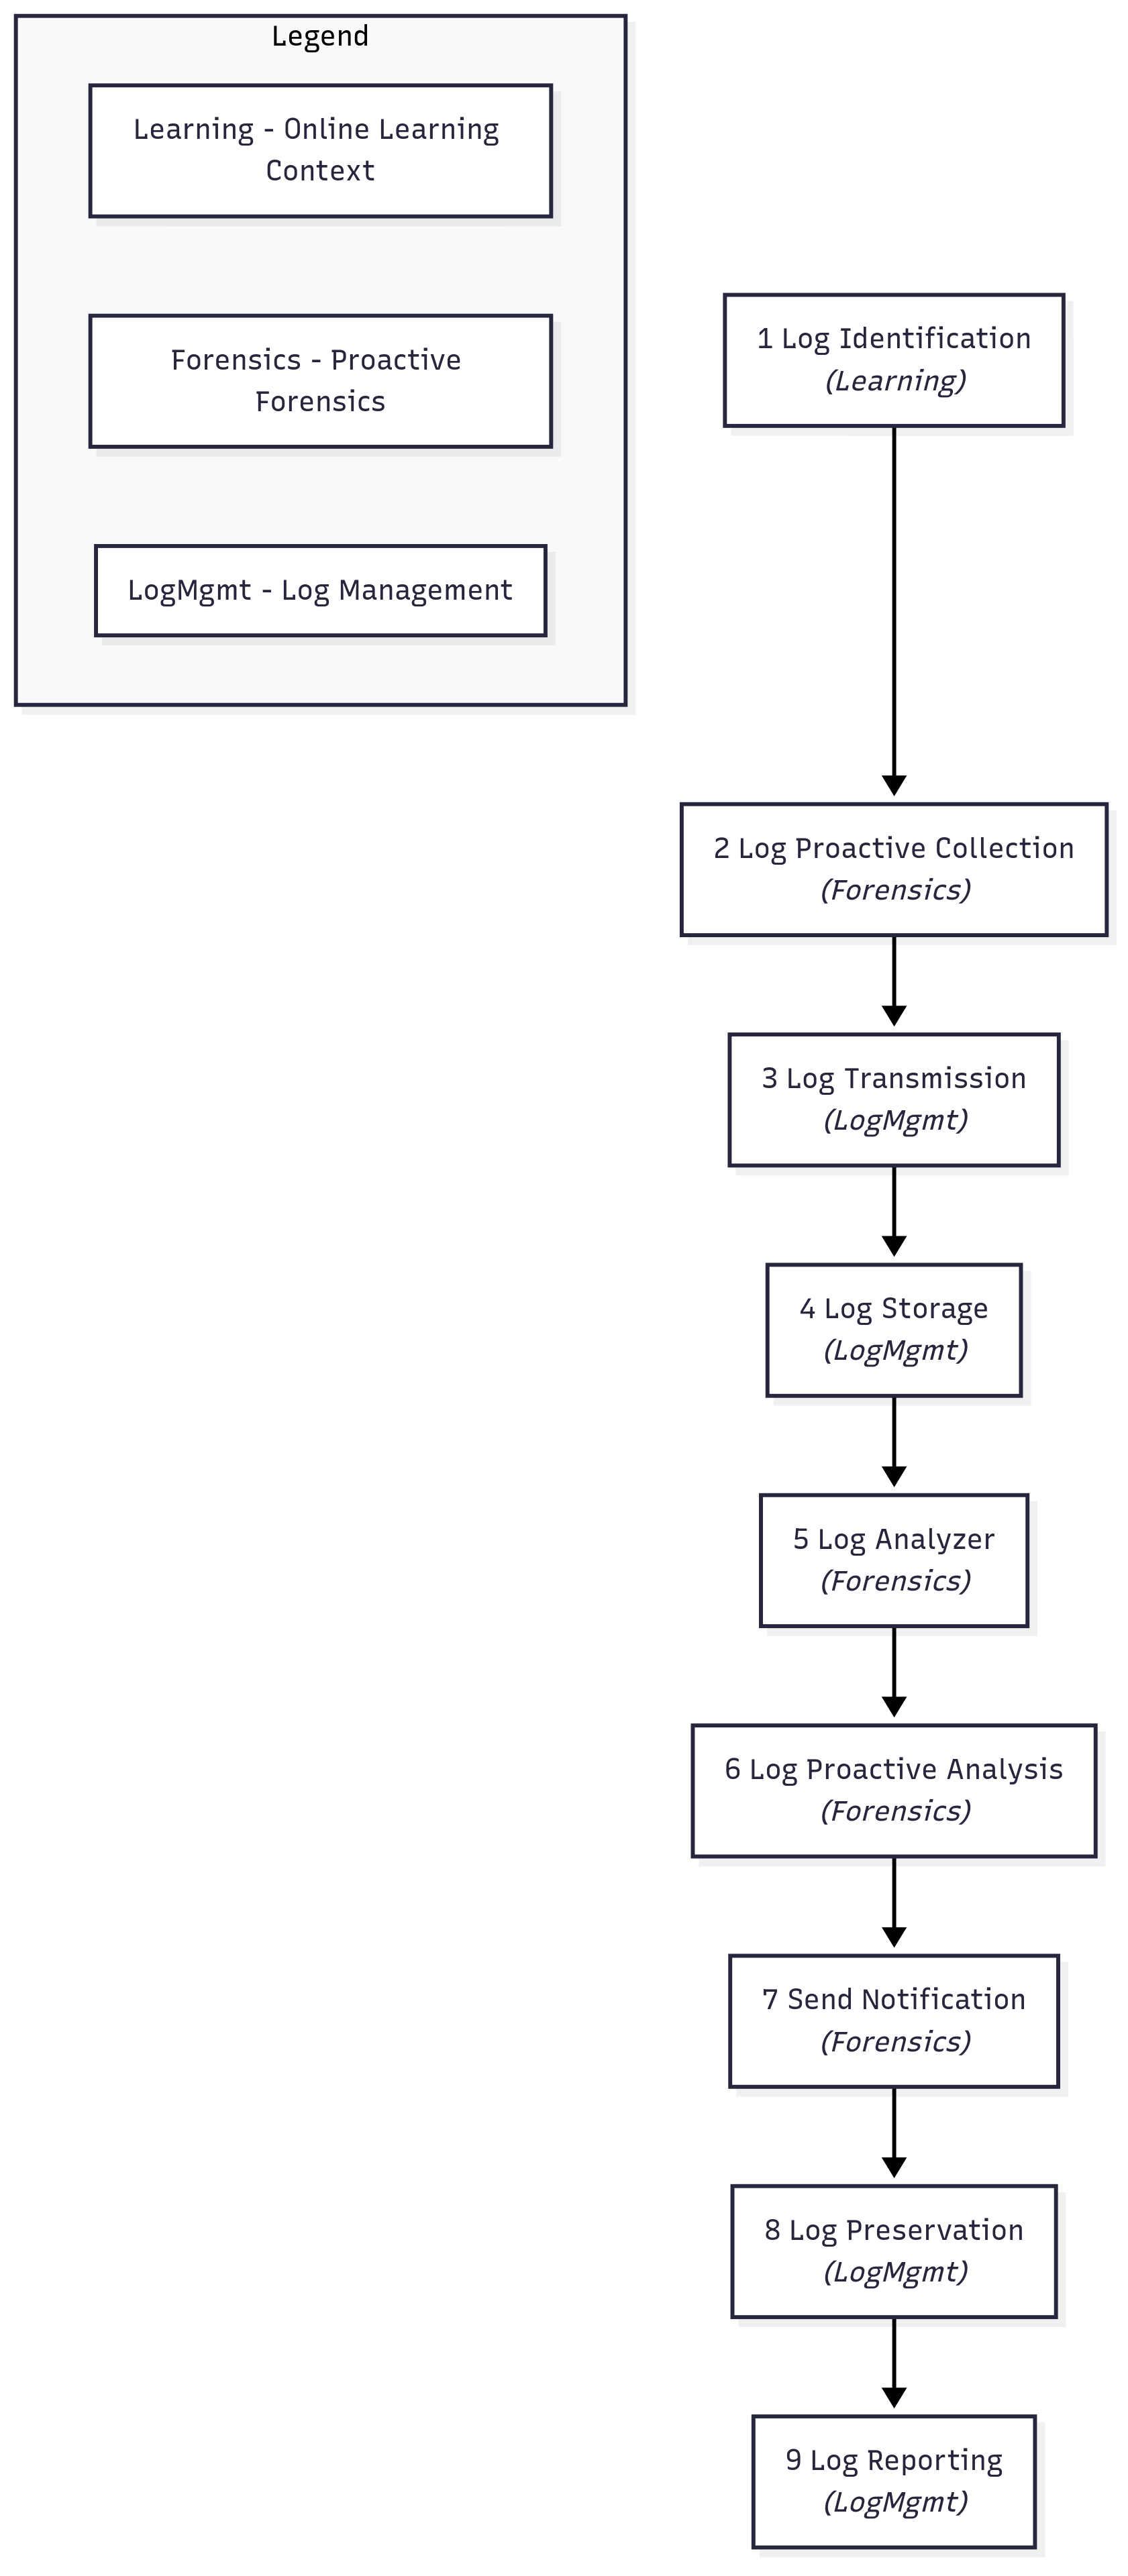 Legend
Learning - Online Learning
Context
Forensics - Proactive
Forensics
LogMgmt - Log Management
1 Log Identification
(Learning)
2 Log Proactive Collection
(Forensics)
3 Log Transmission
(LogMgmt)
4 Log Storage
(LogMgmt)
5 Log Analyzer
(Forensics)
6 Log Proactive Analysis
(Forensics)
7 Send Notification
(Forensics)
8 Log Preservation
(LogMgmt)
9 Log Reporting
(LogMgmt)